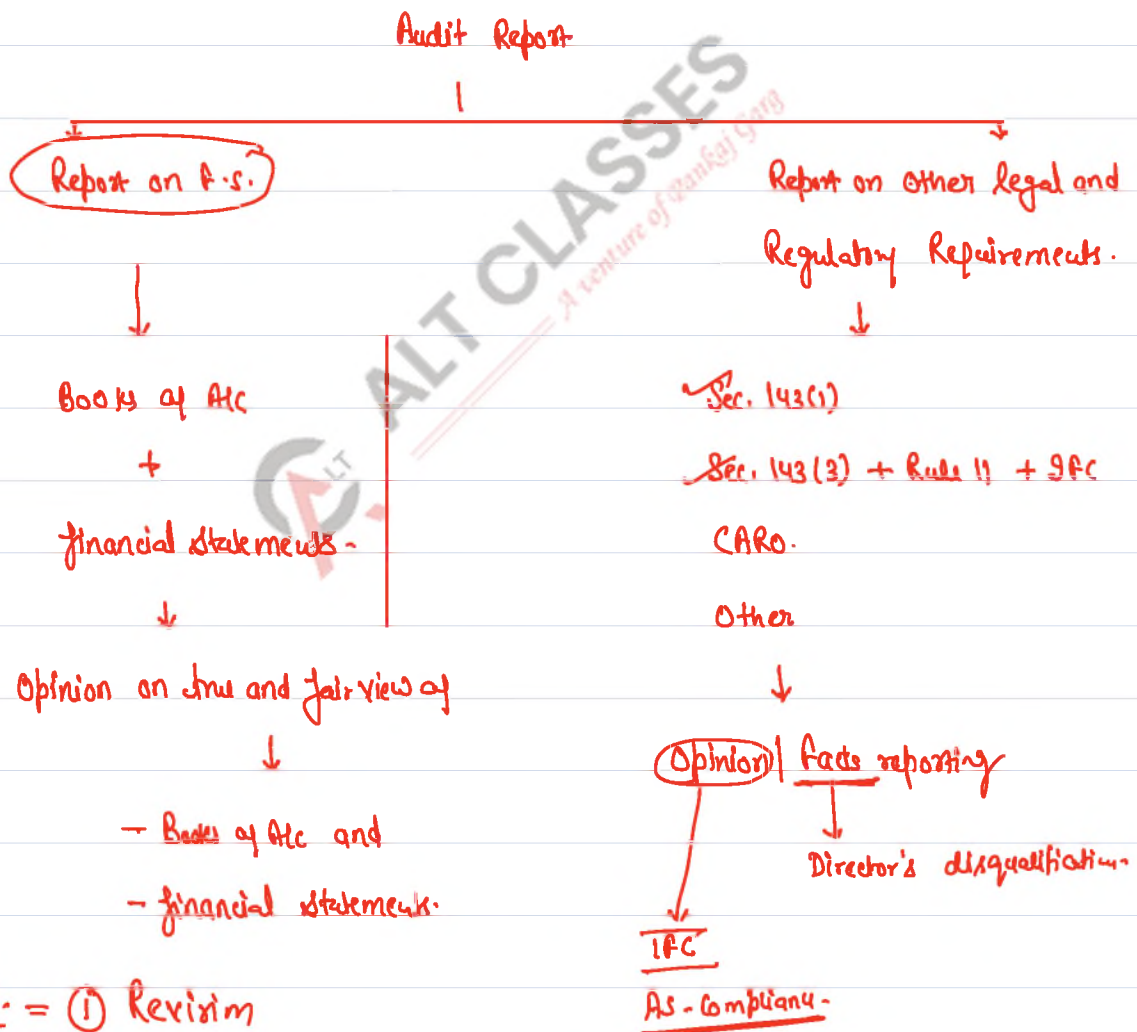 Audit Report
Report on F.S.
Report on other legal and
Regulatory Requirements.
Books of A/c
+
financial statements.
Opinion on true and fair view of
- Books of A/c and
- financial statements.
Sec. 143(1)
Sec. 143(3) + Rule 11 + IFC
CARO.
Other
Opinion | facts reporting
Director's disqualification.
IFC
AS - Compliance -
= ① Revision
ALT CLASSES
A venture of Pankaj Garg
ALT